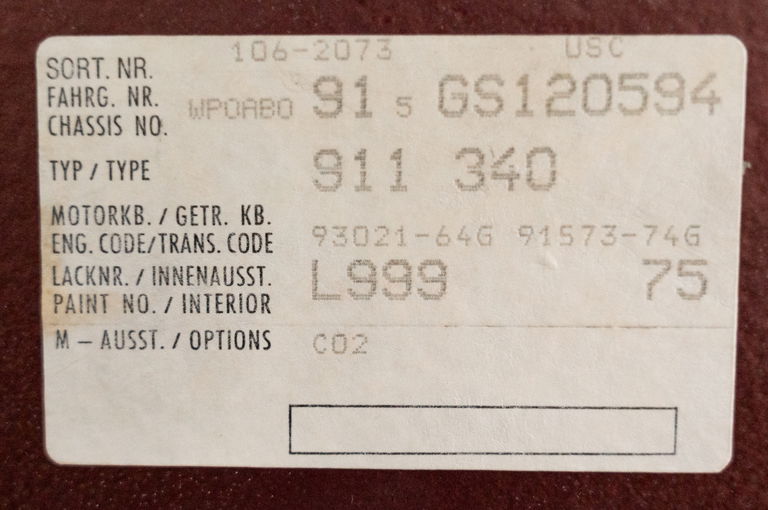 106-2073 USC
SORT. NR.
FAHRG. NR. WPOAB0 91 5 GS120594
CHASSIS NO.
TYP / TYPE 911 340
MOTORKB. / GETR. KB.
ENG. CODE/TRANS. CODE 93021-64G 91573-74G
LACKNR. / INNENAUSST. L999 75
PAINT NO. / INTERIOR
M – AUSST. / OPTIONS C02